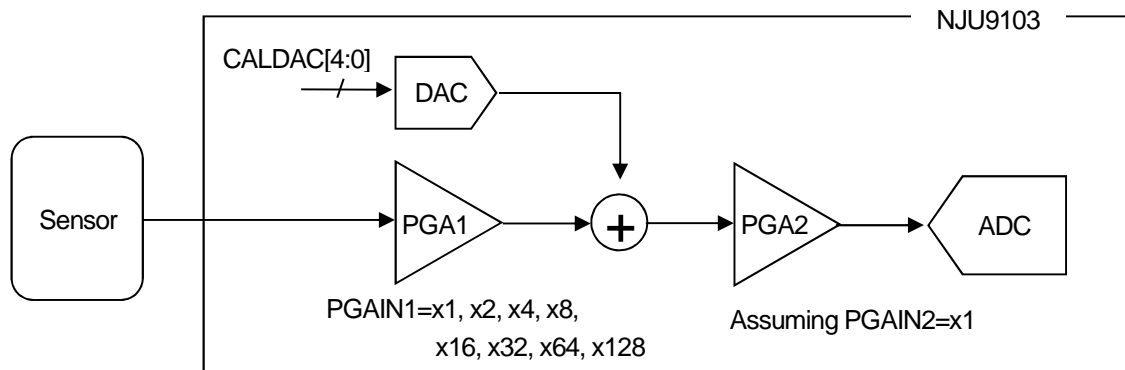 NJU9103
CALDAC[4:0]
DAC
Sensor
PGA1
+
PGA2
ADC
PGAIN1=x1, x2, x4, x8,
x16, x32, x64, x128
Assuming PGAIN2=x1